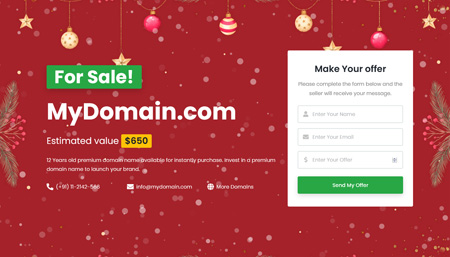 For Sale!
MyDomain.com
Estimated value $650
12 Years old premium domain name available for instantly purchase. Invest in a premium
domain name to launch your brand.
(+91) 11-2142-566
info@mydomain.com
More Domains
Make Your offer
Please complete the form below and the
seller will receive your message.
Enter Your Name
Enter Your Email
$ Enter Your Offer
Send My Offer